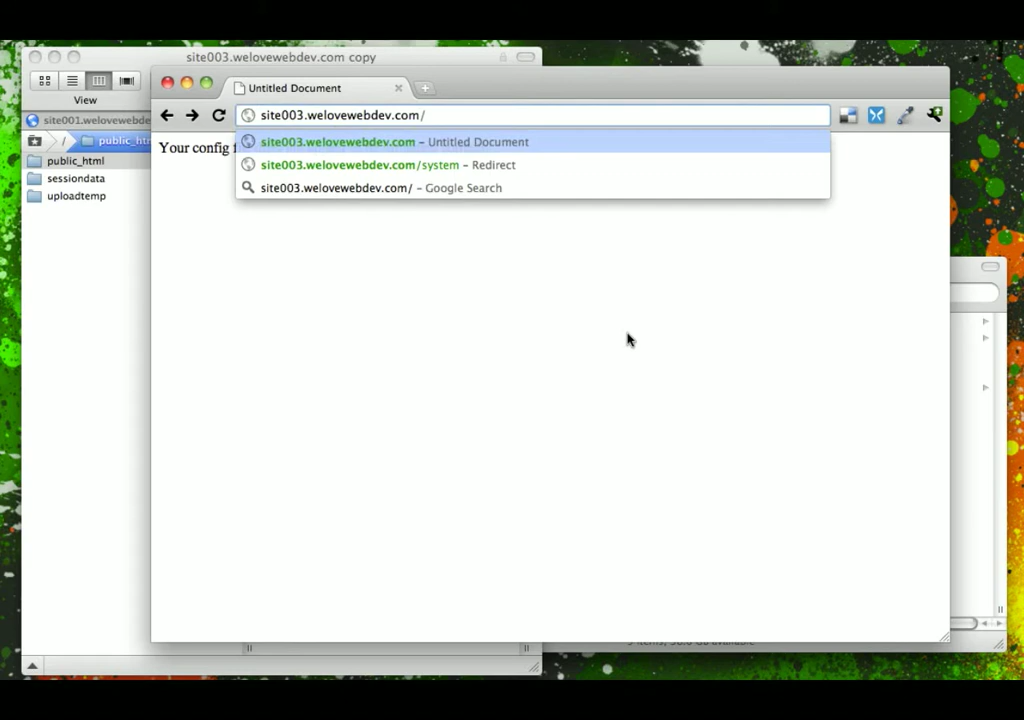 site003.welovewebdev.com copy
Untitled Document
View
site003.welovewebdev.com/
site001.welovewebde
site003.welovewebdev.com – Untitled Document
/ public_htm
Your config
public_html
site003.welovewebdev.com/system – Redirect
sessiondata
site003.welovewebdev.com/ – Google Search
uploadtemp